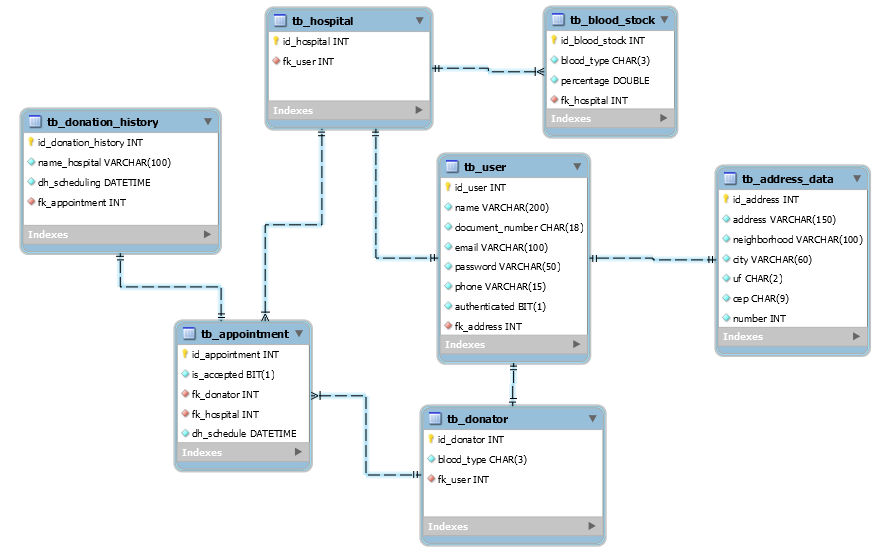 tb_hospital
id_hospital INT
fk_user INT
Indexes
tb_blood_stock
id_blood_stock INT
blood_type CHAR(3)
percentage DOUBLE
fk_hospital INT
Indexes
tb_donation_history
id_donation_history INT
name_hospital VARCHAR(100)
dh_scheduling DATETIME
fk_appointment INT
Indexes
tb_user
id_user INT
name VARCHAR(200)
document_number CHAR(18)
email VARCHAR(100)
password VARCHAR(50)
phone VARCHAR(15)
authenticated BIT(1)
fk_address INT
Indexes
tb_address_data
id_address INT
address VARCHAR(150)
neighborhood VARCHAR(100)
city VARCHAR(60)
uf CHAR(2)
cep CHAR(9)
number INT
Indexes
tb_appointment
id_appointment INT
is_accepted BIT(1)
fk_donator INT
fk_hospital INT
dh_schedule DATETIME
Indexes
tb_donator
id_donator INT
blood_type CHAR(3)
fk_user INT
Indexes